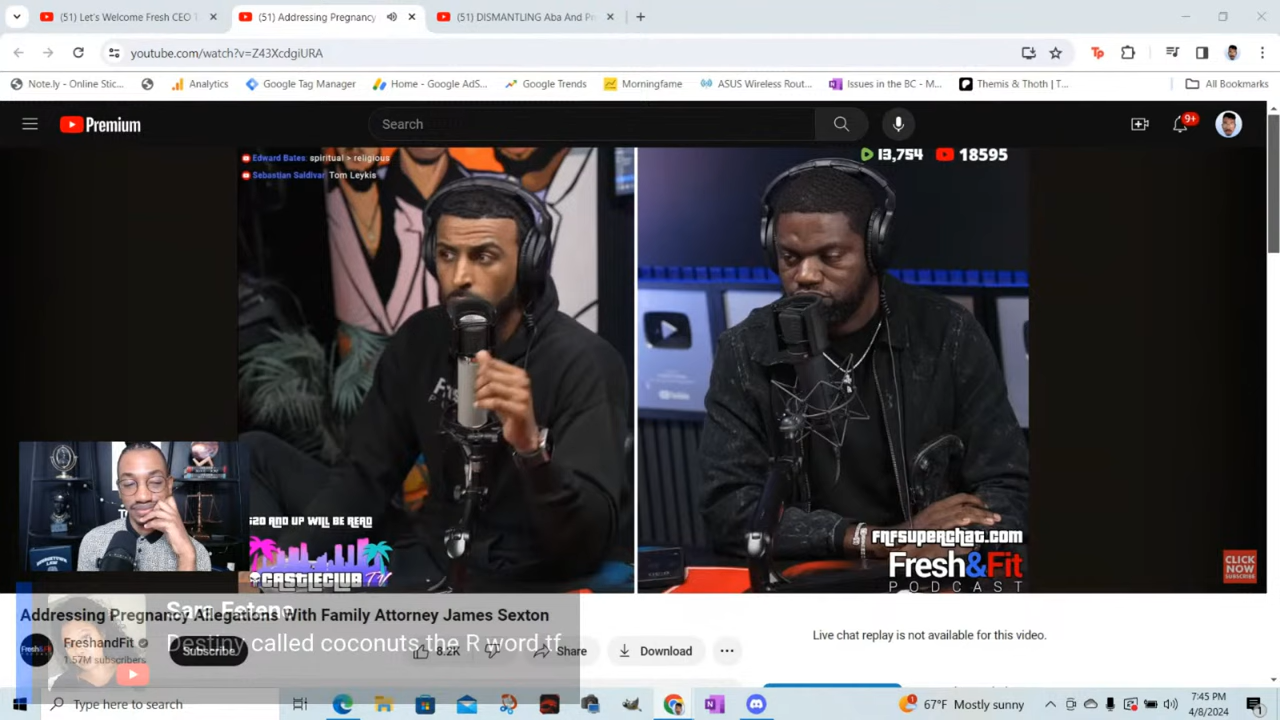 (51) Let's Welcome Fresh CEO T
(51) Addressing Pregnancy
(51) DISMANTLING Aba And Pr
youtube.com/watch?v=Z43XcdgiURA
Note.ly - Online Stic...
Analytics
Google Tag Manager
Home - Google AdS...
Google Trends
Morningfame
ASUS Wireless Rout...
Issues in the BC - M...
Themis & Thoth | T...
All Bookmarks
Premium
Search
9+
Edward Bates: spiritual > religious
Sebastian Saldivar Tom Leykis
13,754 18595
$20 AND UP WILL BE READ
CASTLECLUB TV
FNFSUPERCHAT.COM
Fresh&Fit
PODCAST
CLICK
NOW
SUBSCRIBE
Addressing Pregnancy Allegations With Family Attorney James Sexton
Destiny called coconuts the R word tf
FreshandFit
1.57M subscribers
Subscribe
8.2K
Share
Download
Live chat replay is not available for this video.
Type here to search
67°F Mostly sunny
7:45 PM
4/8/2024
1